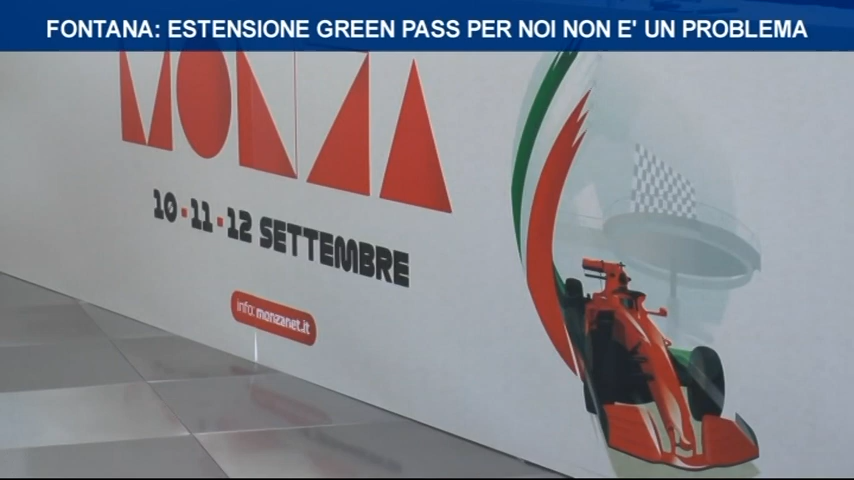 FONTANA: ESTENSIONE GREEN PASS PER NOI NON E' UN PROBLEMA
MONZA
10-11-12 SETTEMBRE
info: monzanet.it